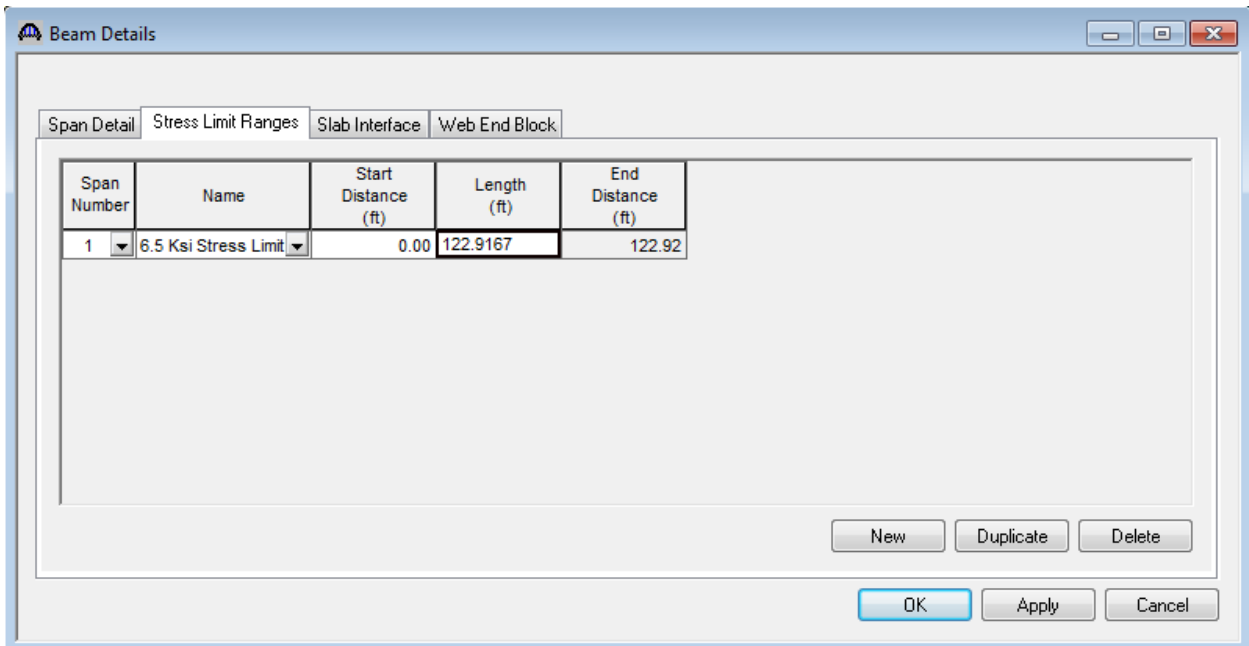 Beam Details
Span Detail Stress Limit Ranges Slab Interface Web End Block
Span Number Name Start Distance (ft) Length (ft) End Distance (ft)
1 6.5 Ksi Stress Limit 0.00 122.9167 122.92
New Duplicate Delete
OK Apply Cancel